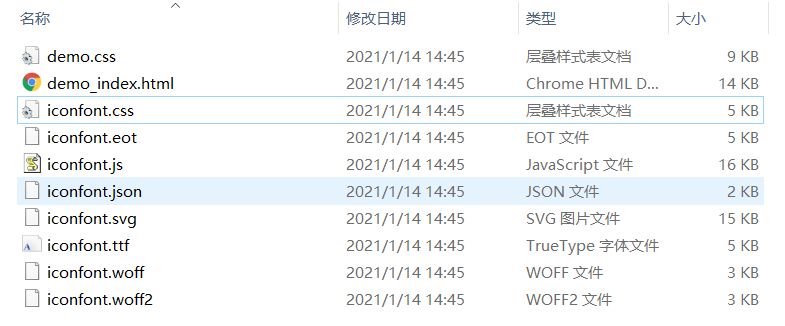 名称 修改日期 类型 大小
demo.css 2021/1/14 14:45 层叠样式表文档 9 KB
demo_index.html 2021/1/14 14:45 Chrome HTML D... 14 KB
iconfont.css 2021/1/14 14:45 层叠样式表文档 5 KB
iconfont.eot 2021/1/14 14:45 EOT 文件 5 KB
iconfont.js 2021/1/14 14:45 JavaScript 文件 16 KB
iconfont.json 2021/1/14 14:45 JSON 文件 2 KB
iconfont.svg 2021/1/14 14:45 SVG 图片文件 15 KB
iconfont.ttf 2021/1/14 14:45 TrueType 字体文件 5 KB
iconfont.woff 2021/1/14 14:45 WOFF 文件 3 KB
iconfont.woff2 2021/1/14 14:45 WOFF2 文件 3 KB